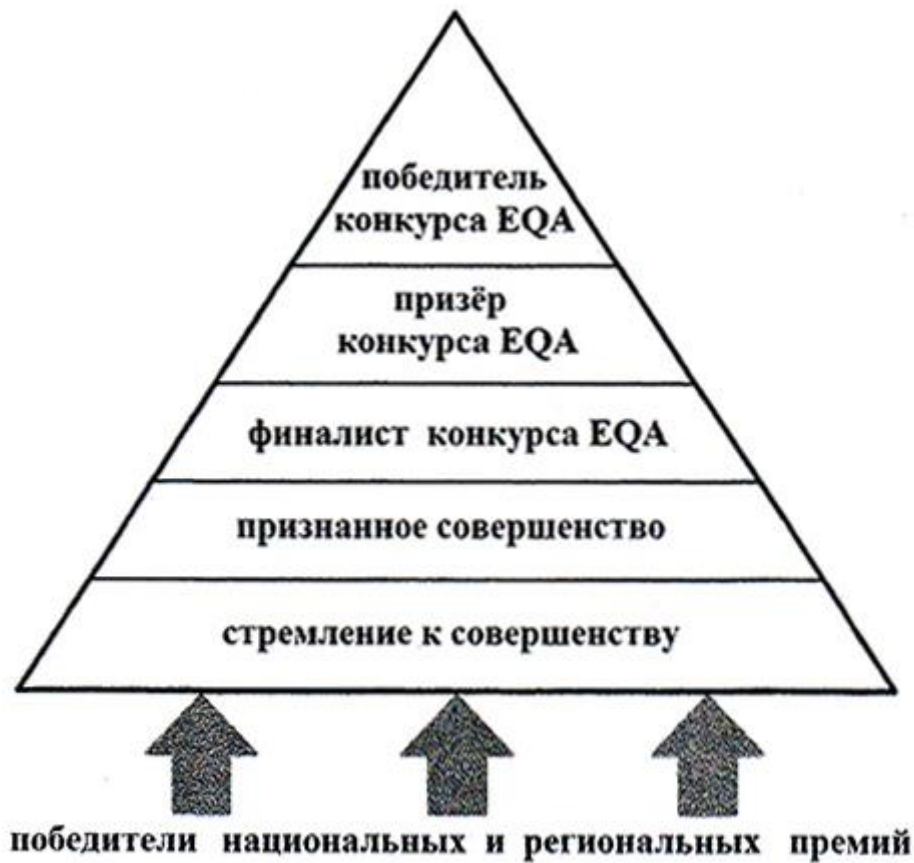 победитель
конкурса EQA
призёр
конкурса EQA
финалист конкурса EQA
признанное совершенство
стремление к совершенству
победители национальных и региональных премий